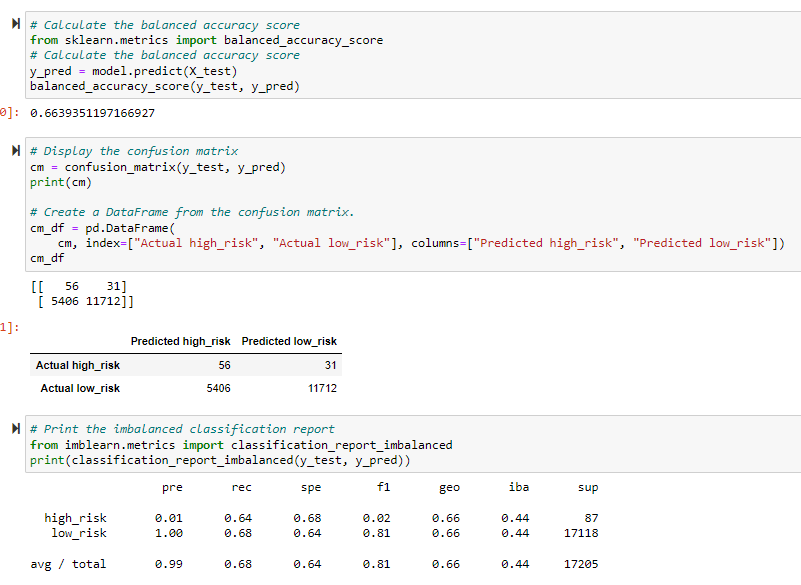 # Calculate the balanced accuracy score
from sklearn.metrics import balanced_accuracy_score
# Calculate the balanced accuracy score
y_pred = model.predict(X_test)
balanced_accuracy_score(y_test, y_pred)
0]: 0.6639351197166927
# Display the confusion matrix
cm = confusion_matrix(y_test, y_pred)
print(cm)
# Create a DataFrame from the confusion matrix.
cm_df = pd.DataFrame(
    cm, index=["Actual high_risk", "Actual low_risk"], columns=["Predicted high_risk", "Predicted low_risk"])
cm_df
[[   56    31]
 [ 5406 11712]]
1]:
Predicted high_risk Predicted low_risk
Actual high_risk 56 31
Actual low_risk 5406 11712
# Print the imbalanced classification report
from imblearn.metrics import classification_report_imbalanced
print(classification_report_imbalanced(y_test, y_pred))
pre rec spe f1 geo iba sup
high_risk 0.01 0.64 0.68 0.02 0.66 0.44 87
low_risk 1.00 0.68 0.64 0.81 0.66 0.44 17118
avg / total 0.99 0.68 0.64 0.81 0.66 0.44 17205